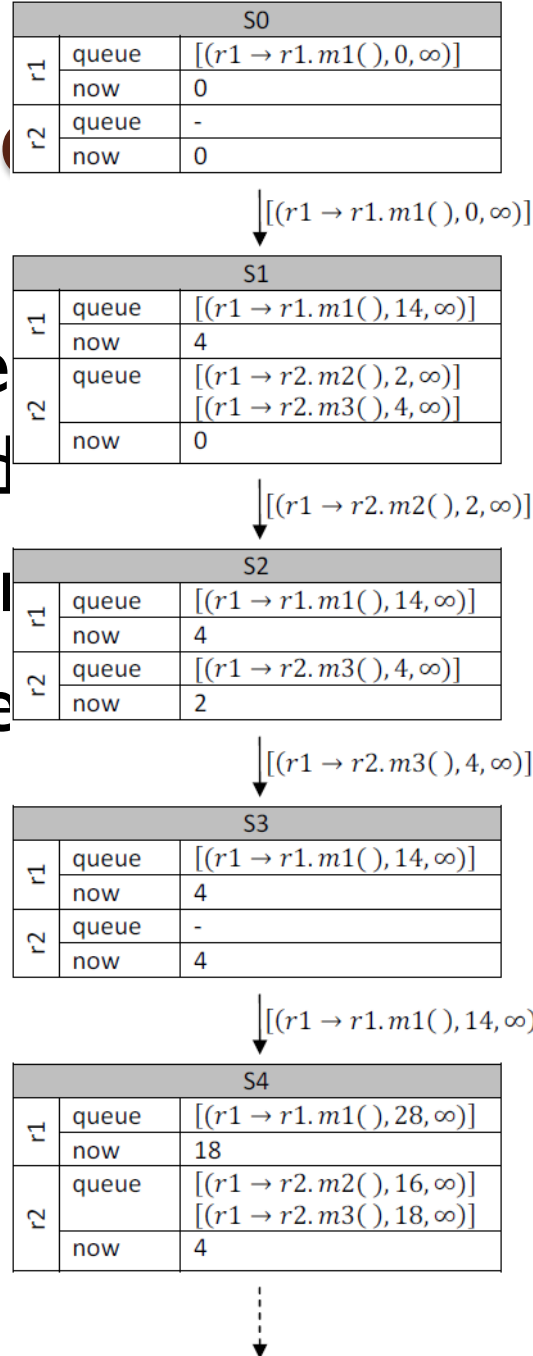 S0
r1 queue [(r1 → r1.m1( ), 0, ∞)]
now 0
r2 queue -
now 0
[(r1 → r1.m1( ), 0, ∞)]
S1
r1 queue [(r1 → r1.m1( ), 14, ∞)]
now 4
r2 queue [(r1 → r2.m2( ), 2, ∞)]
[(r1 → r2.m3( ), 4, ∞)]
now 0
[(r1 → r2.m2( ), 2, ∞)]
S2
r1 queue [(r1 → r1.m1( ), 14, ∞)]
now 4
r2 queue [(r1 → r2.m3( ), 4, ∞)]
now 2
[(r1 → r2.m3( ), 4, ∞)]
S3
r1 queue [(r1 → r1.m1( ), 14, ∞)]
now 4
r2 queue -
now 4
[(r1 → r1.m1( ), 14, ∞)
S4
r1 queue [(r1 → r1.m1( ), 28, ∞)]
now 18
r2 queue [(r1 → r2.m2( ), 16, ∞)]
[(r1 → r2.m3( ), 18, ∞)]
now 4